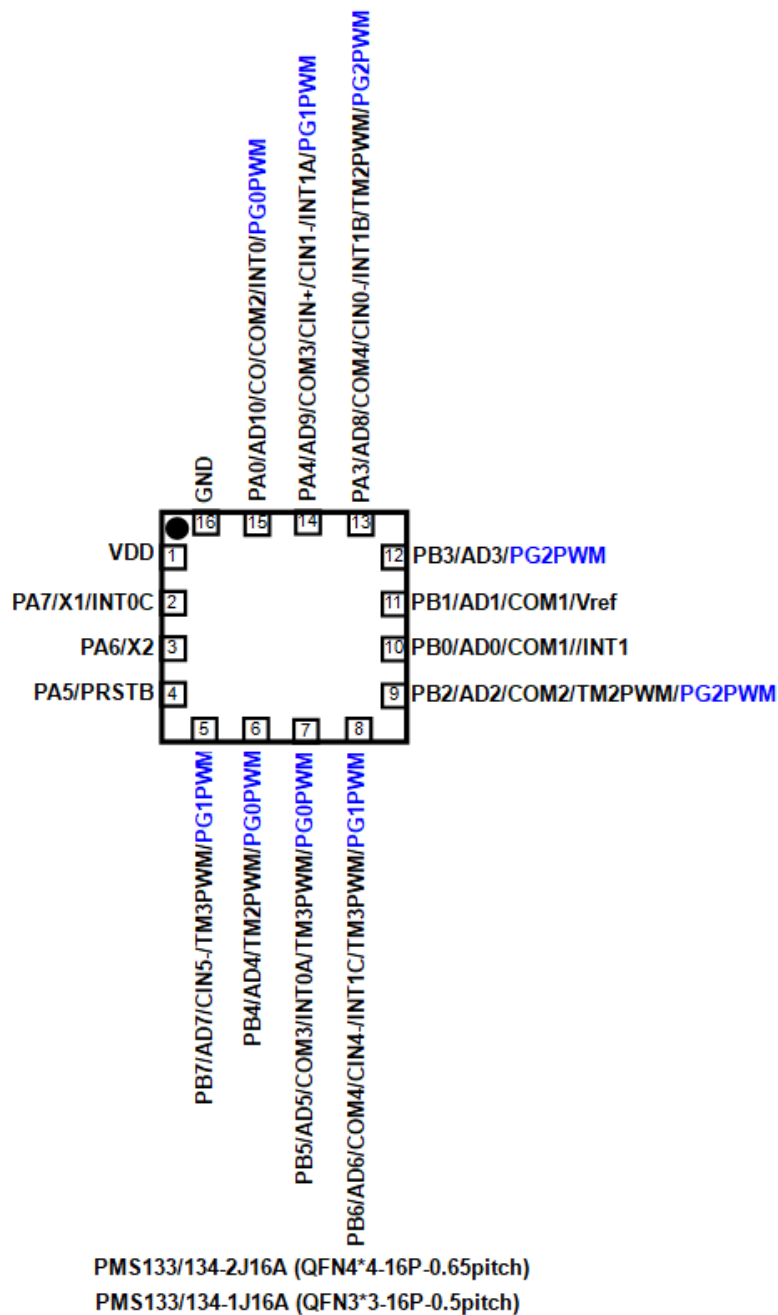 PA0/AD10/CO/COM2/INT0/PG0PWM
PA4/AD9/COM3/CIN+/CIN1-/INT1A/PG1PWM
PA3/AD8/COM4/CIN0-/INT1B/TM2PWM/PG2PWM
GND
16 15 14 13
VDD 1
12 PB3/AD3/PG2PWM
PA7/X1/INT0C 2
11 PB1/AD1/COM1/Vref
PA6/X2 3
10 PB0/AD0/COM1//INT1
PA5/PRSTB 4
9 PB2/AD2/COM2/TM2PWM/PG2PWM
5 6 7 8
PB7/AD7/CIN5-/TM3PWM/PG1PWM
PB4/AD4/TM2PWM/PG0PWM
PB5/AD5/COM3/INT0A/TM3PWM/PG0PWM
PB6/AD6/COM4/CIN4-/INT1C/TM3PWM/PG1PWM
PMS133/134-2J16A (QFN4*4-16P-0.65pitch)
PMS133/134-1J16A (QFN3*3-16P-0.5pitch)